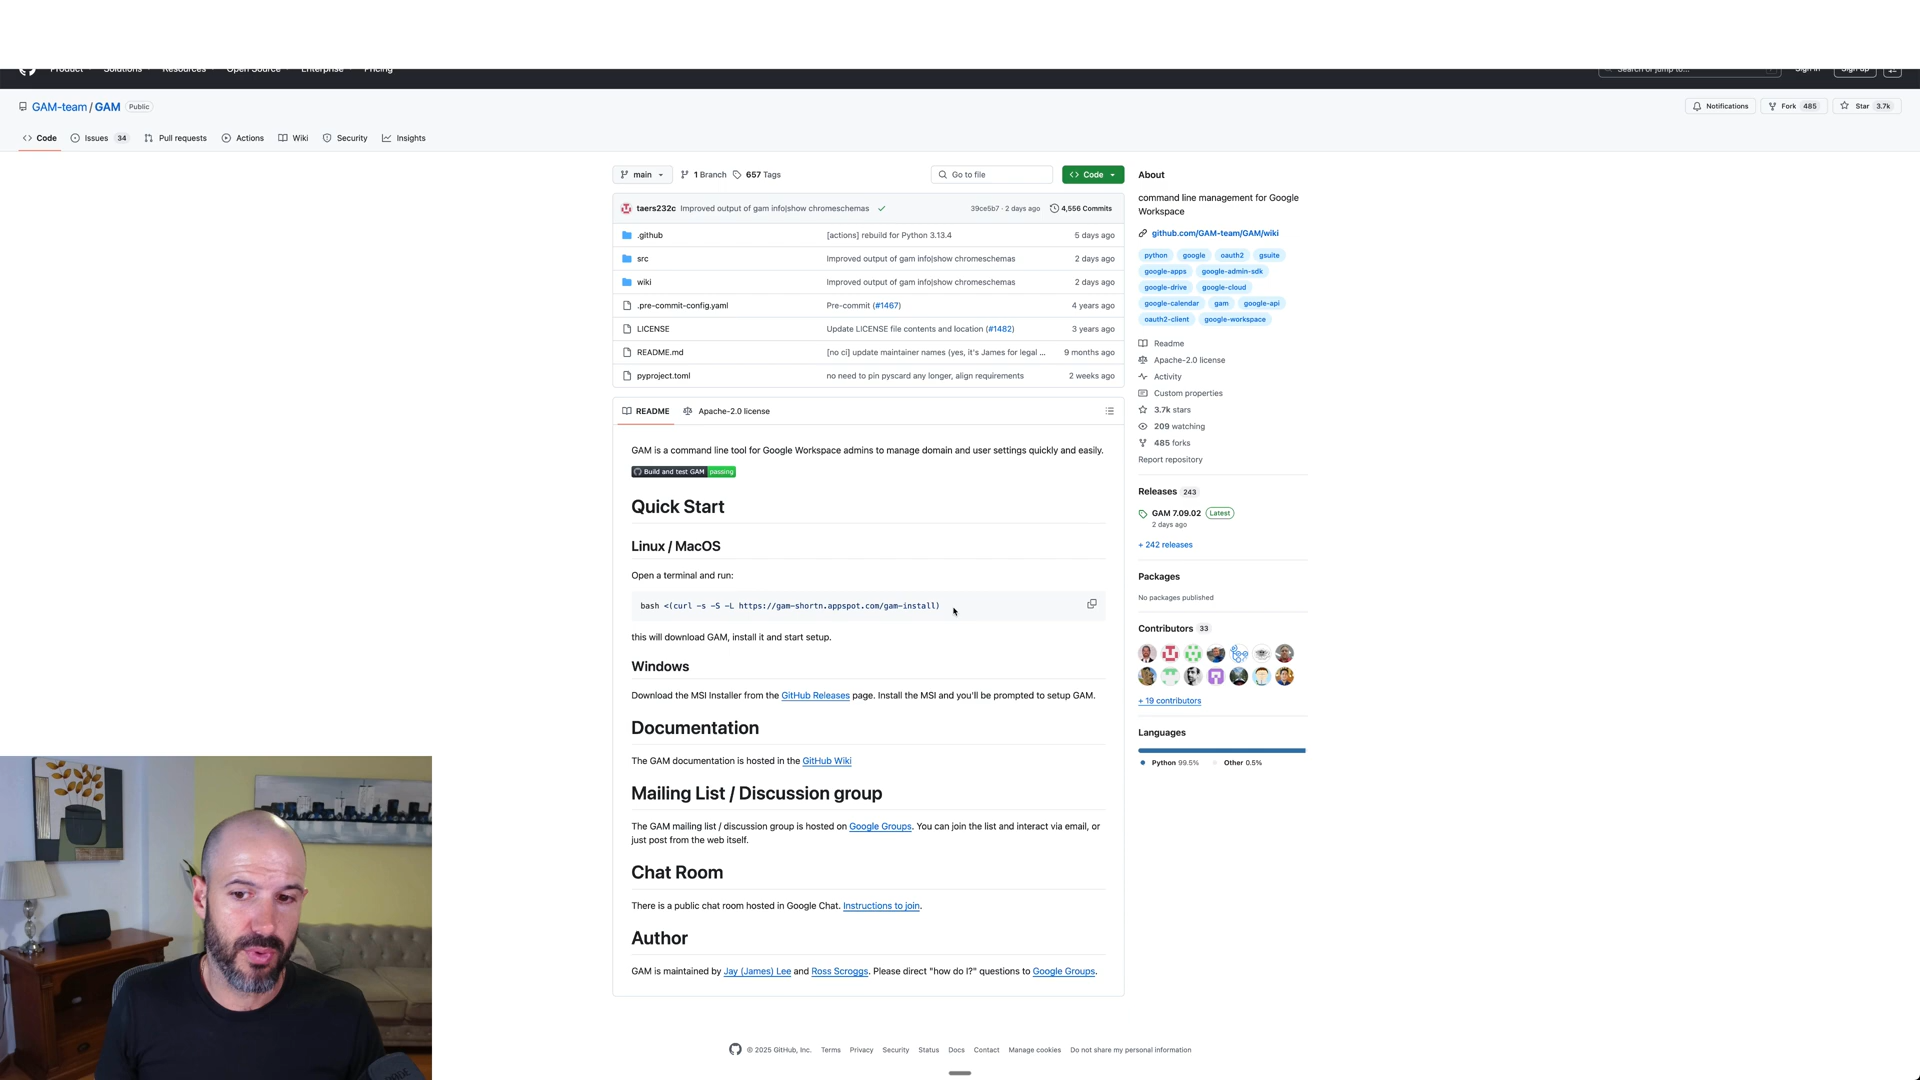 Product Solutions Resources Open Source Enterprise Pricing Search or jump to... Sign in Sign up
GAM-team / GAM Public Notifications Fork 485 Star 3.7k
Code Issues 34 Pull requests Actions Wiki Security Insights
main 1 Branch 657 Tags Go to file Code
taers232c Improved output of gam info|show chromeschemas 39ce5b7 · 2 days ago 4,556 Commits
.github [actions] rebuild for Python 3.13.4 5 days ago
src Improved output of gam info|show chromeschemas 2 days ago
wiki Improved output of gam info|show chromeschemas 2 days ago
.pre-commit-config.yaml Pre-commit (#1467) 4 years ago
LICENSE Update LICENSE file contents and location (#1482) 3 years ago
README.md [no ci] update maintainer names (yes, it's James for legal ... 9 months ago
pyproject.toml no need to pin pyscard any longer, align requirements 2 weeks ago
README Apache-2.0 license
GAM is a command line tool for Google Workspace admins to manage domain and user settings quickly and easily.
Build and test GAM passing
Quick Start
Linux / MacOS
Open a terminal and run:
bash <(curl -s -S -L https://gam-shortn.appspot.com/gam-install)
this will download GAM, install it and start setup.
Windows
Download the MSI Installer from the GitHub Releases page. Install the MSI and you'll be prompted to setup GAM.
Documentation
The GAM documentation is hosted in the GitHub Wiki
Mailing List / Discussion group
The GAM mailing list / discussion group is hosted on Google Groups. You can join the list and interact via email, or
just post from the web itself.
Chat Room
There is a public chat room hosted in Google Chat. Instructions to join.
Author
GAM is maintained by Jay (James) Lee and Ross Scroggs. Please direct "how do I?" questions to Google Groups.
About
command line management for Google
Workspace
github.com/GAM-team/GAM/wiki
python google oauth2 gsuite
google-apps google-admin-sdk
google-drive google-cloud
google-calendar gam google-api
oauth2-client google-workspace
Readme
Apache-2.0 license
Activity
Custom properties
3.7k stars
209 watching
485 forks
Report repository
Releases 243
GAM 7.09.02 Latest
2 days ago
+ 242 releases
Packages
No packages published
Contributors 33
+ 19 contributors
Languages
Python 99.5% Other 0.5%
© 2025 GitHub, Inc. Terms Privacy Security Status Docs Contact Manage cookies Do not share my personal information